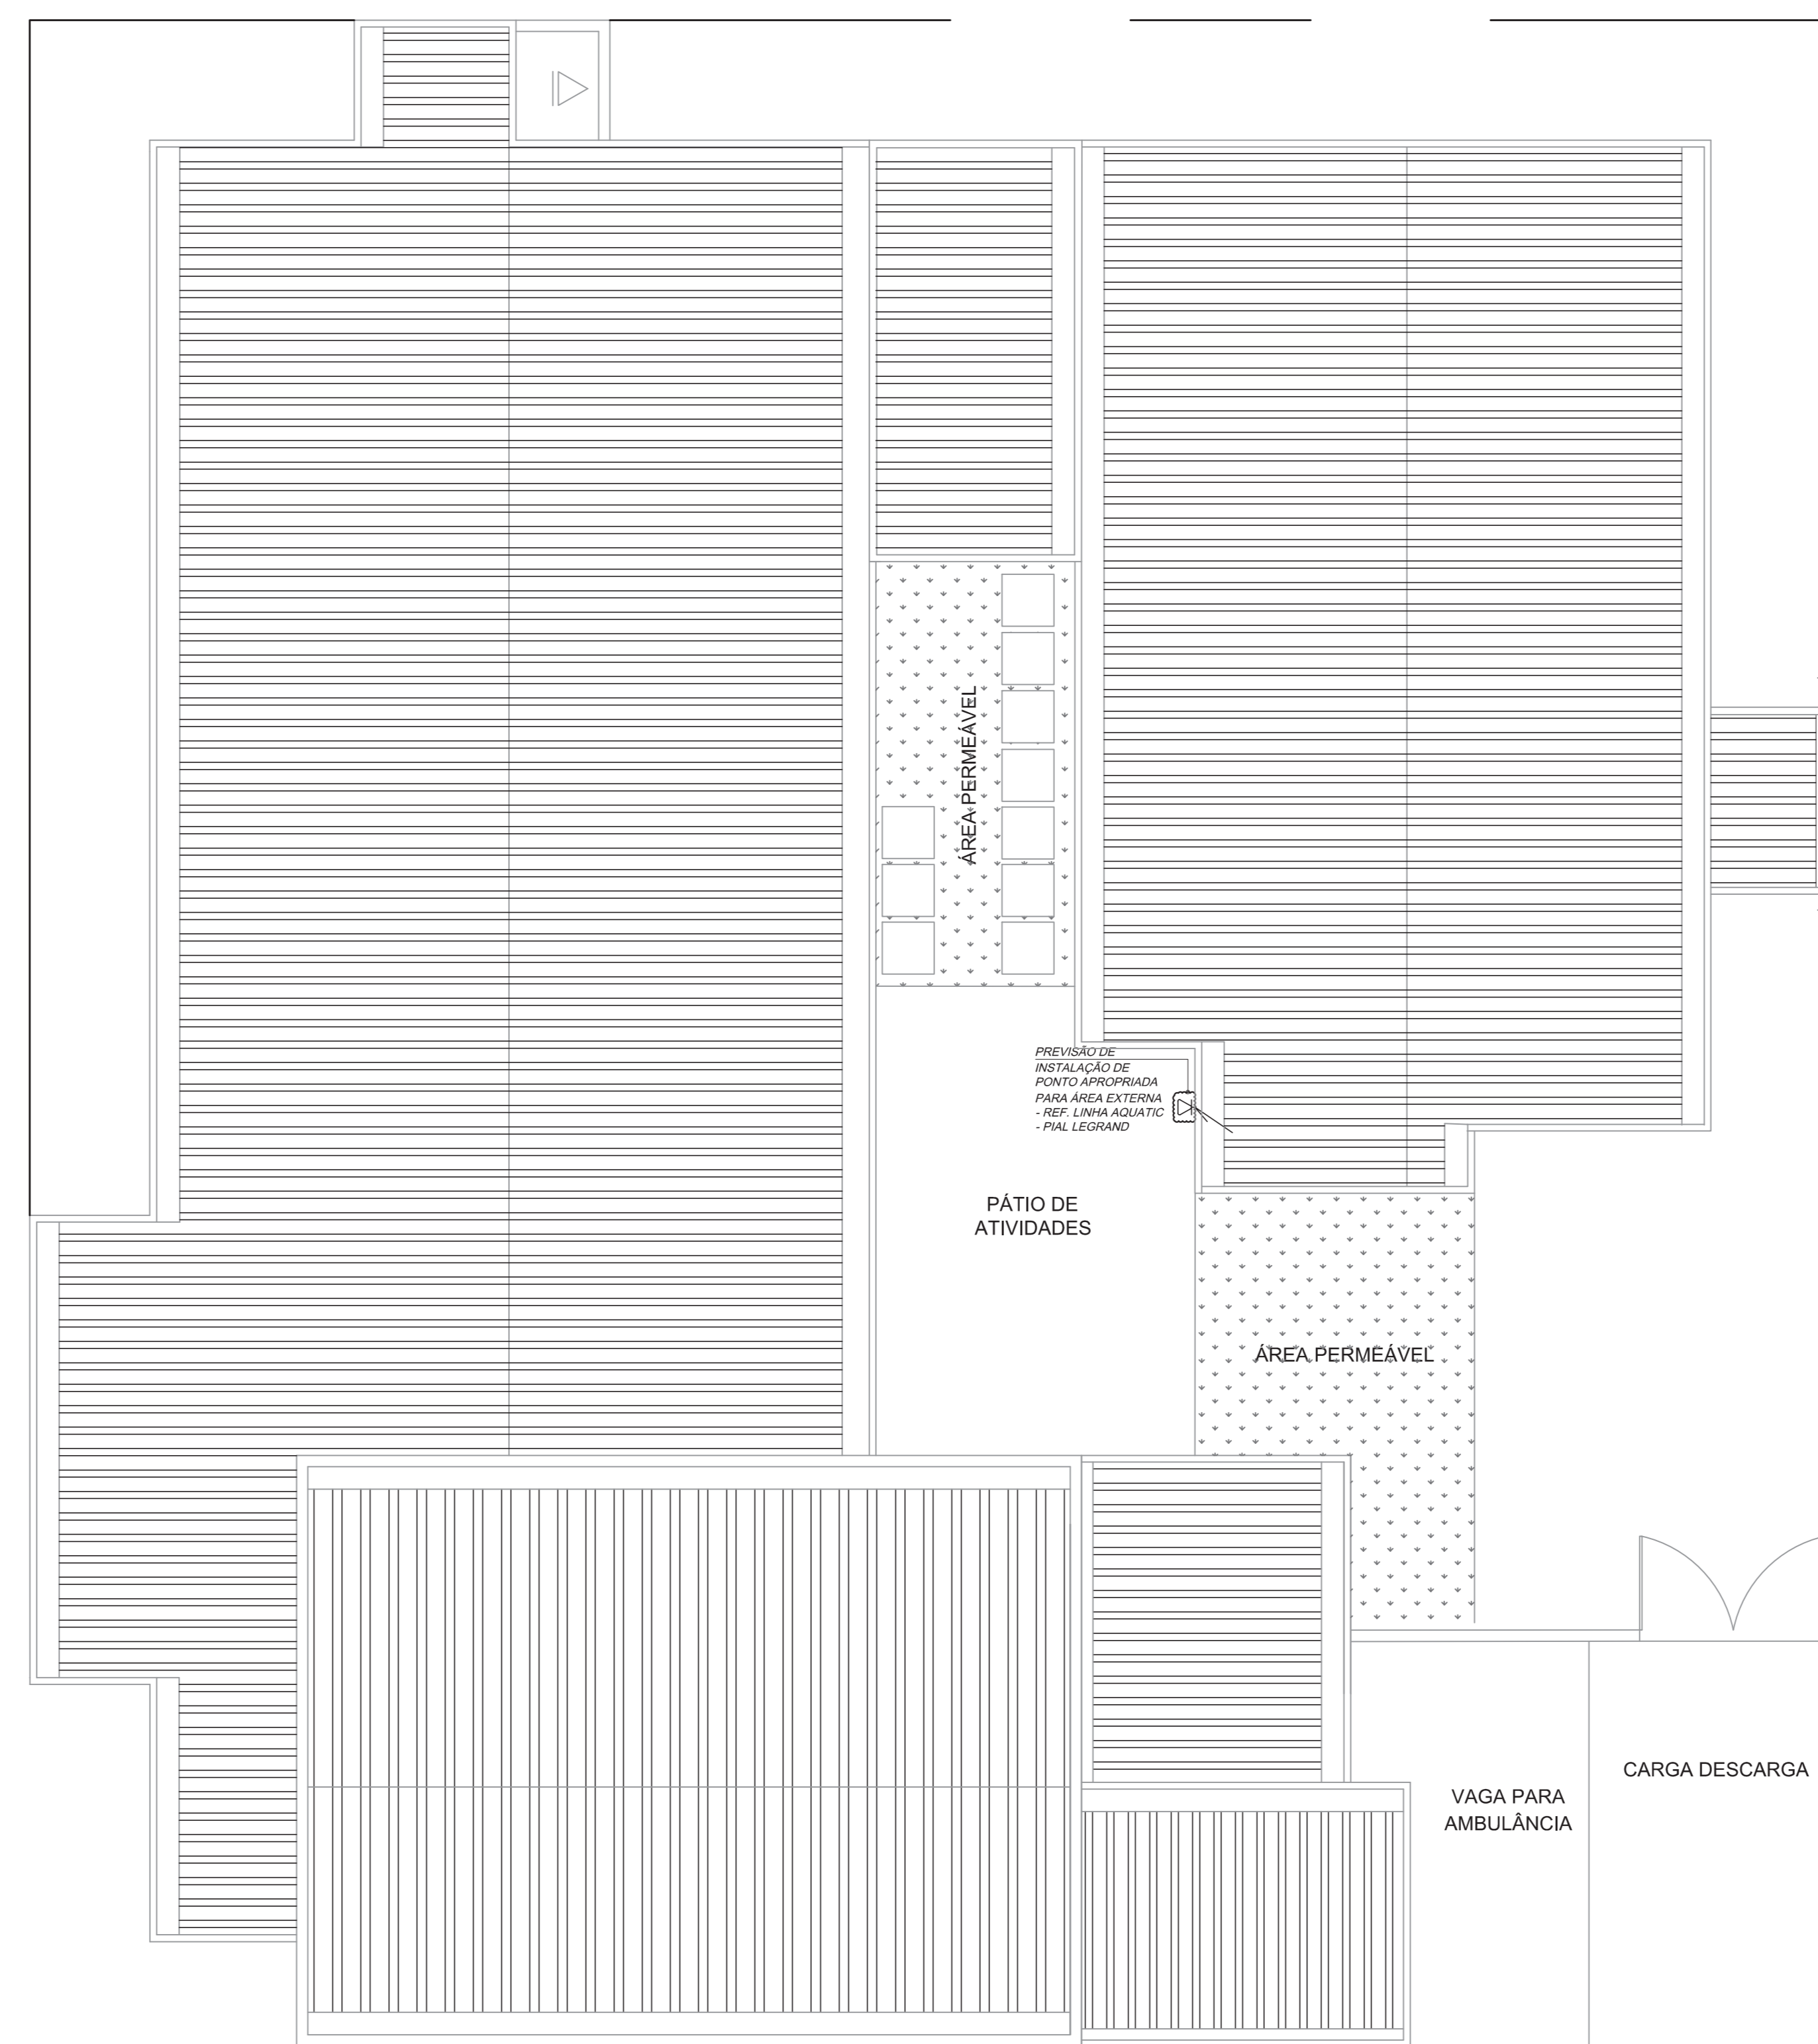 ÁREA PERMEÁVEL
PREVISÃO DE
INSTALAÇÃO DE
PONTO APROPRIADA
PARA ÁREA EXTERNA
- REF. LINHA AQUATIC
- PIAL LEGRAND
PÁTIO DE
ATIVIDADES
ÁREA PERMEÁVEL
CARGA DESCARGA
VAGA PARA
AMBULÂNCIA